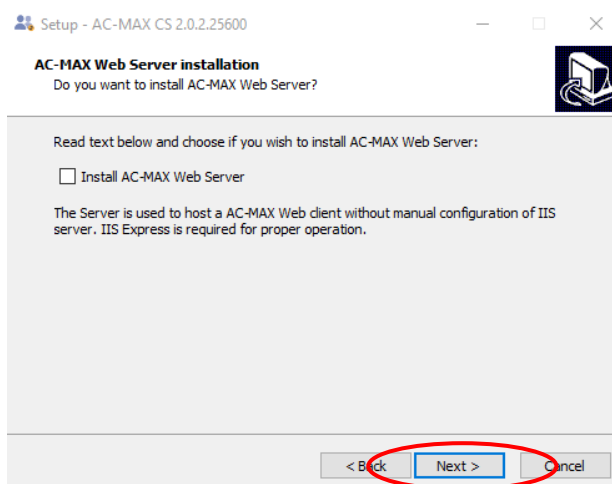 Setup - AC-MAX CS 2.0.2.25600
AC-MAX Web Server installation
Do you want to install AC-MAX Web Server?
Read text below and choose if you wish to install AC-MAX Web Server:
Install AC-MAX Web Server
The Server is used to host a AC-MAX Web client without manual configuration of IIS
server. IIS Express is required for proper operation.
< Back Next > Cancel